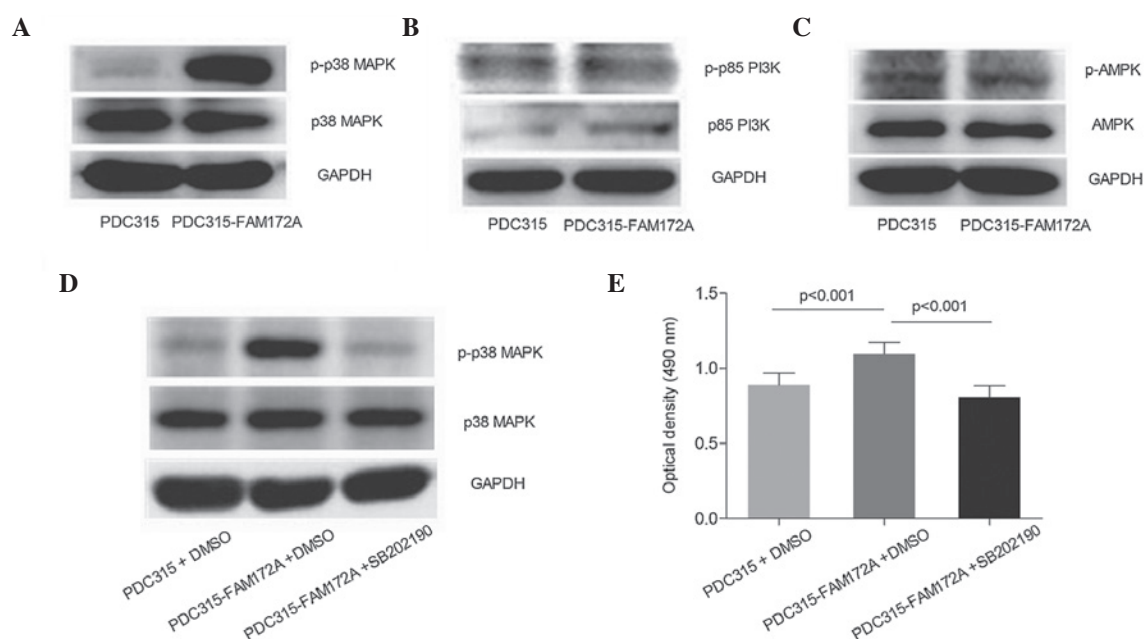 A
p-p38 MAPK
p38 MAPK
GAPDH
PDC315 PDC315-FAM172A
B
p-p85 PI3K
p85 PI3K
GAPDH
PDC315 PDC315-FAM172A
C
p-AMPK
AMPK
GAPDH
PDC315 PDC315-FAM172A
D
p-p38 MAPK
p38 MAPK
GAPDH
PDC315 + DMSO
PDC315-FAM172A +DMSO
PDC315-FAM172A +SB202190
E
Optical density (490 nm)
1.5
1.0
0.5
0.0
p<0.001
p<0.001
PDC315 + DMSO
PDC315-FAM172A +DMSO
PDC315-FAM172A +SB202190